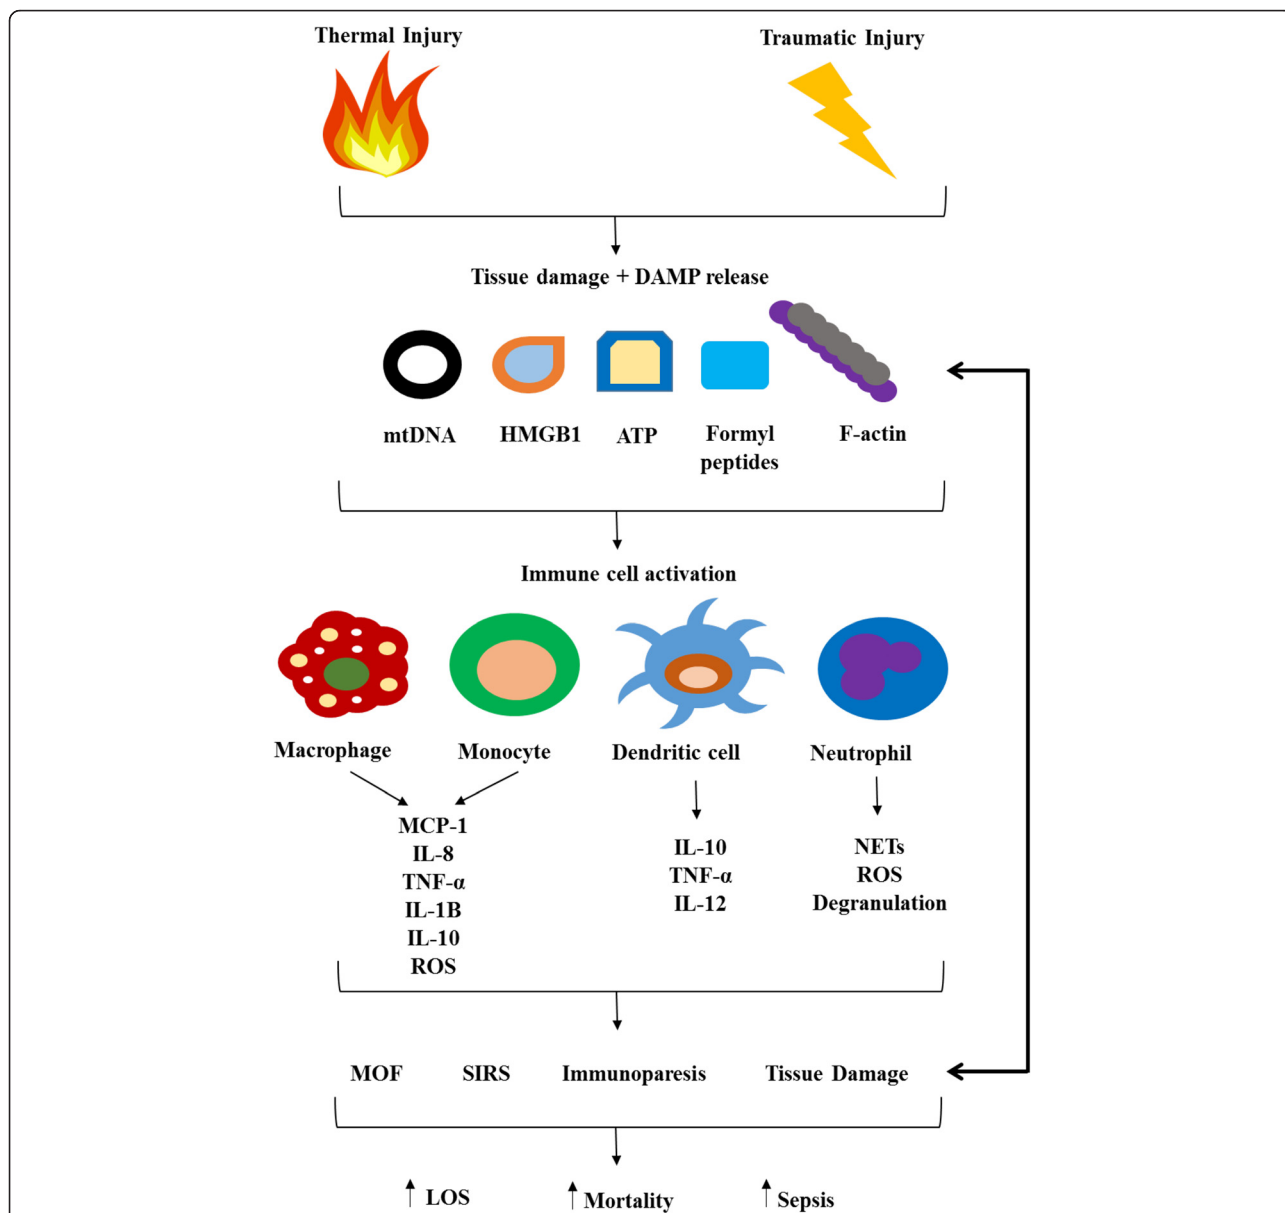 Thermal Injury
Traumatic Injury
Tissue damage + DAMP release
mtDNA
HMGB1
ATP
Formyl
peptides
F-actin
Immune cell activation
Macrophage
Monocyte
Dendritic cell
Neutrophil
MCP-1
IL-8
TNF-α
IL-1B
IL-10
ROS
IL-10
TNF-α
IL-12
NETs
ROS
Degranulation
MOF
SIRS
Immunoparesis
Tissue Damage
LOS
Mortality
Sepsis